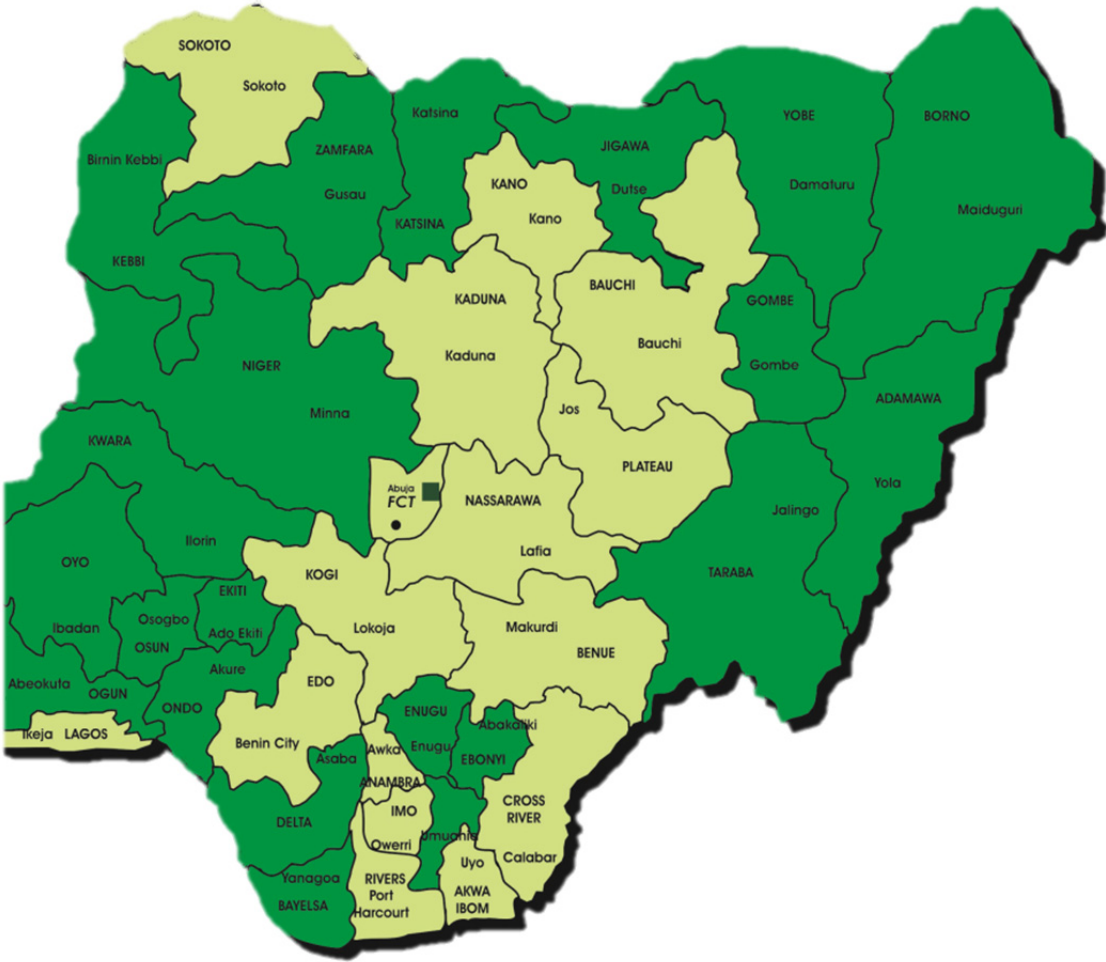 SOKOTO
Sokoto
Katsina
YOBE
BORNO
Birnin Kebbi
ZAMFARA
JIGAWA
Gusau
KANO
Dutse
Damaturu
Kano
Maiduguri
KATSINA
KEBBI
KADUNA
BAUCHI
GOMBE
Kaduna
Bauchi
NIGER
Gombe
Minna
Jos
ADAMAWA
KWARA
PLATEAU
Abuja
FCT
NASSARAWA
Yola
Jalingo
Ilorin
Lafia
OYO
KOGI
TARABA
EKITI
Osogbo
Ibadan
Ado Ekiti
Lokoja
Makurdi
OSUN
BENUE
Akure
Abeokuta
OGUN
EDO
ONDO
ENUGU
Abakaliki
Ikeja
LAGOS
Benin City
Awka
Enugu
Asaba
EBONYI
ANAMBRA
CROSS
RIVER
IMO
DELTA
Umuahia
Owerri
Uyo
Calabar
Yanagoa
RIVERS
Port
Harcourt
AKWA
IBOM
BAYELSA